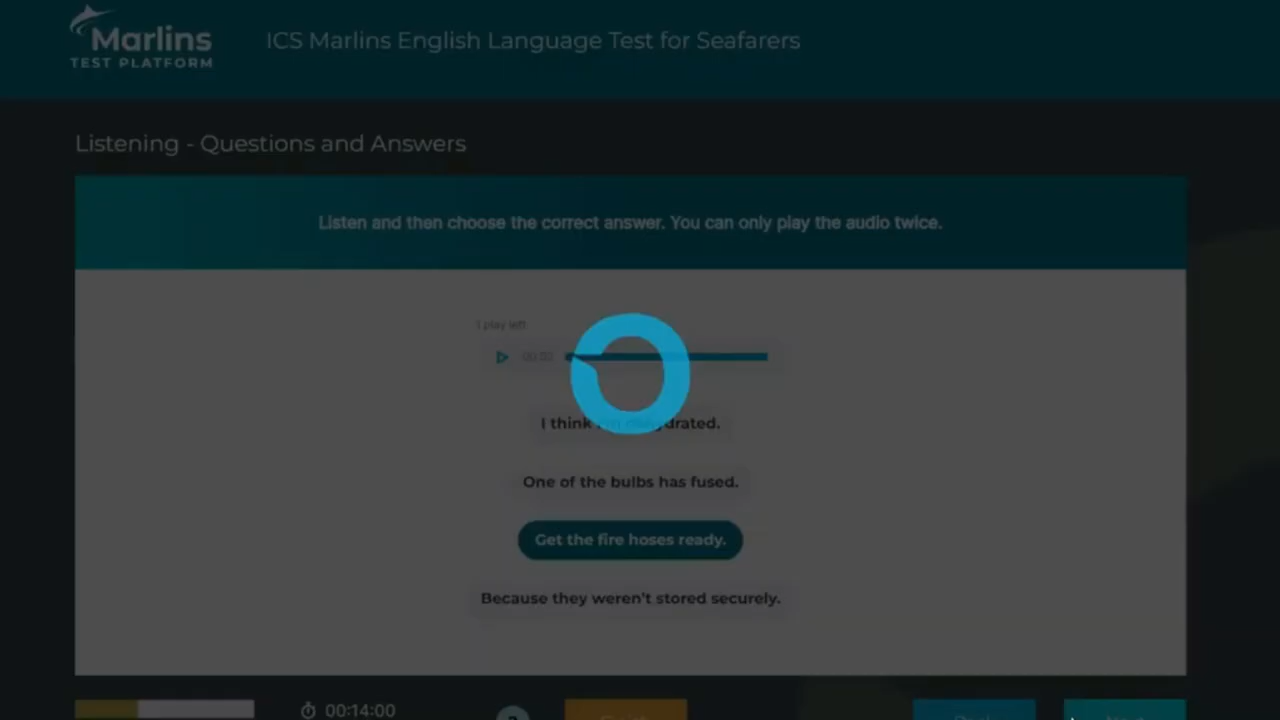 Marlins
TEST PLATFORM
ICS Marlins English Language Test for Seafarers
Listening - Questions and Answers
Listen and then choose the correct answer. You can only play the audio twice.
1 play left
00:00
I think drated.
One of the bulbs has fused.
Get the fire hoses ready.
Because they weren't stored securely.
00:14:00